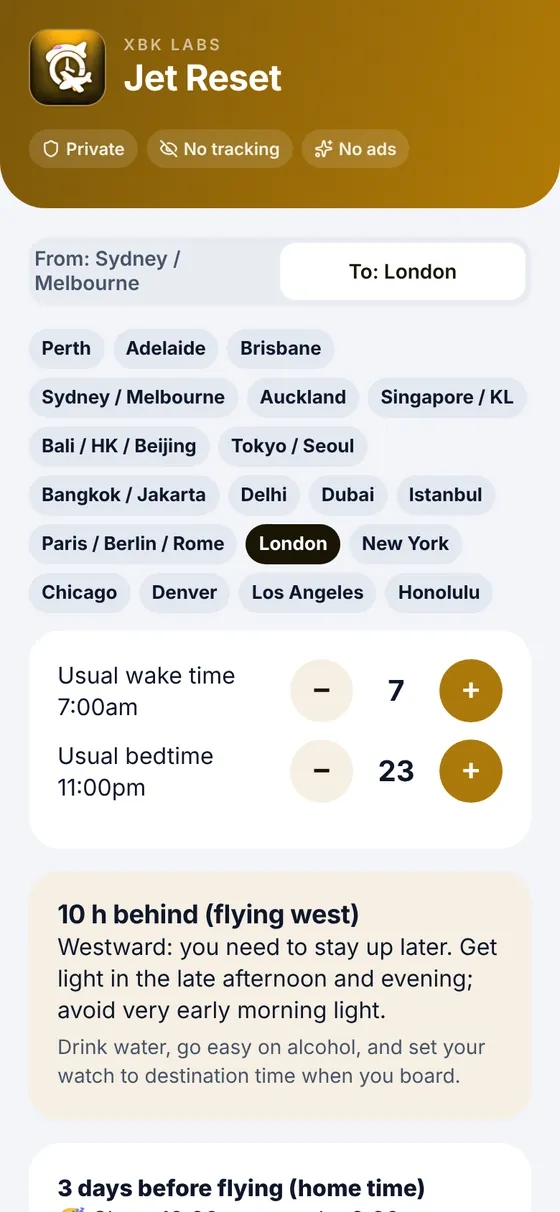 XBK LABS
Jet Reset
Private
No tracking
No ads
From: Sydney /
Melbourne
To: London
Perth
Adelaide
Brisbane
Sydney / Melbourne
Auckland
Singapore / KL
Bali / HK / Beijing
Tokyo / Seoul
Bangkok / Jakarta
Delhi
Dubai
Istanbul
Paris / Berlin / Rome
London
New York
Chicago
Denver
Los Angeles
Honolulu
Usual wake time
7:00am
− 7 +
Usual bedtime
11:00pm
− 23 +
10 h behind (flying west)
Westward: you need to stay up later. Get
light in the late afternoon and evening;
avoid very early morning light.
Drink water, go easy on alcohol, and set your
watch to destination time when you board.
3 days before flying (home time)